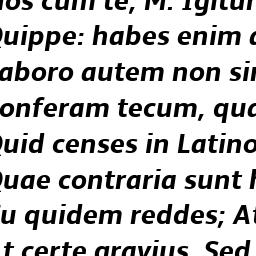 nos cum te, M. Igitur
Quippe: habes enim a
laboro autem non sin
conferam tecum, qua
Quid censes in Latino
Quae contraria sunt h
Tu quidem reddes; At
At certe gravius. Sed